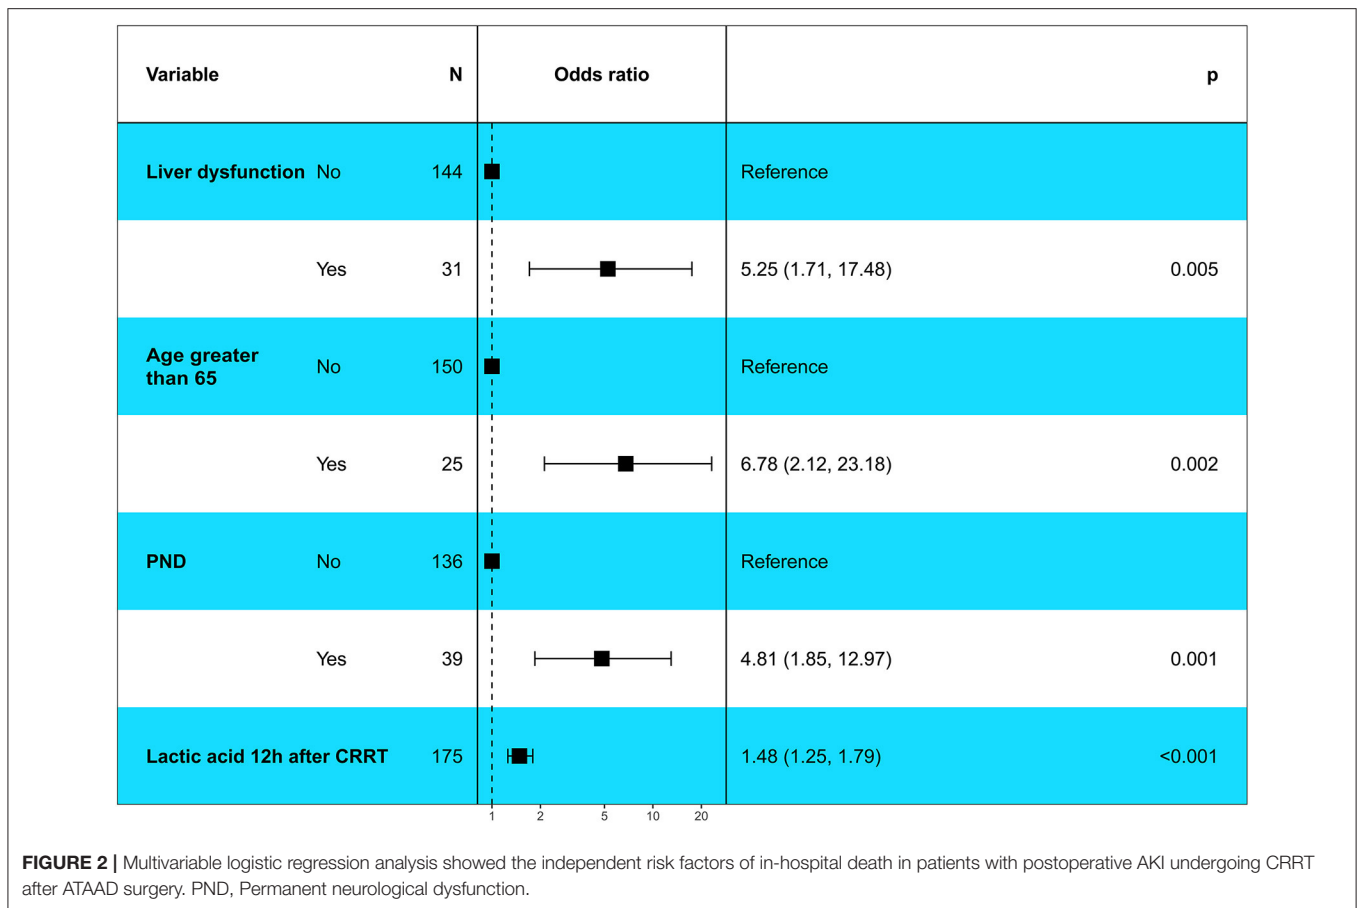 Variable N Odds ratio p
Liver dysfunction No 144 Reference
Yes 31 5.25 (1.71, 17.48) 0.005
Age greater
than 65 No 150 Reference
Yes 25 6.78 (2.12, 23.18) 0.002
PND No 136 Reference
Yes 39 4.81 (1.85, 12.97) 0.001
Lactic acid 12h after CRRT 175 1.48 (1.25, 1.79) <0.001
1 2 5 10 20
FIGURE 2 | Multivariable logistic regression analysis showed the independent risk factors of in-hospital death in patients with postoperative AKI undergoing CRRT
after ATAAD surgery. PND, Permanent neurological dysfunction.